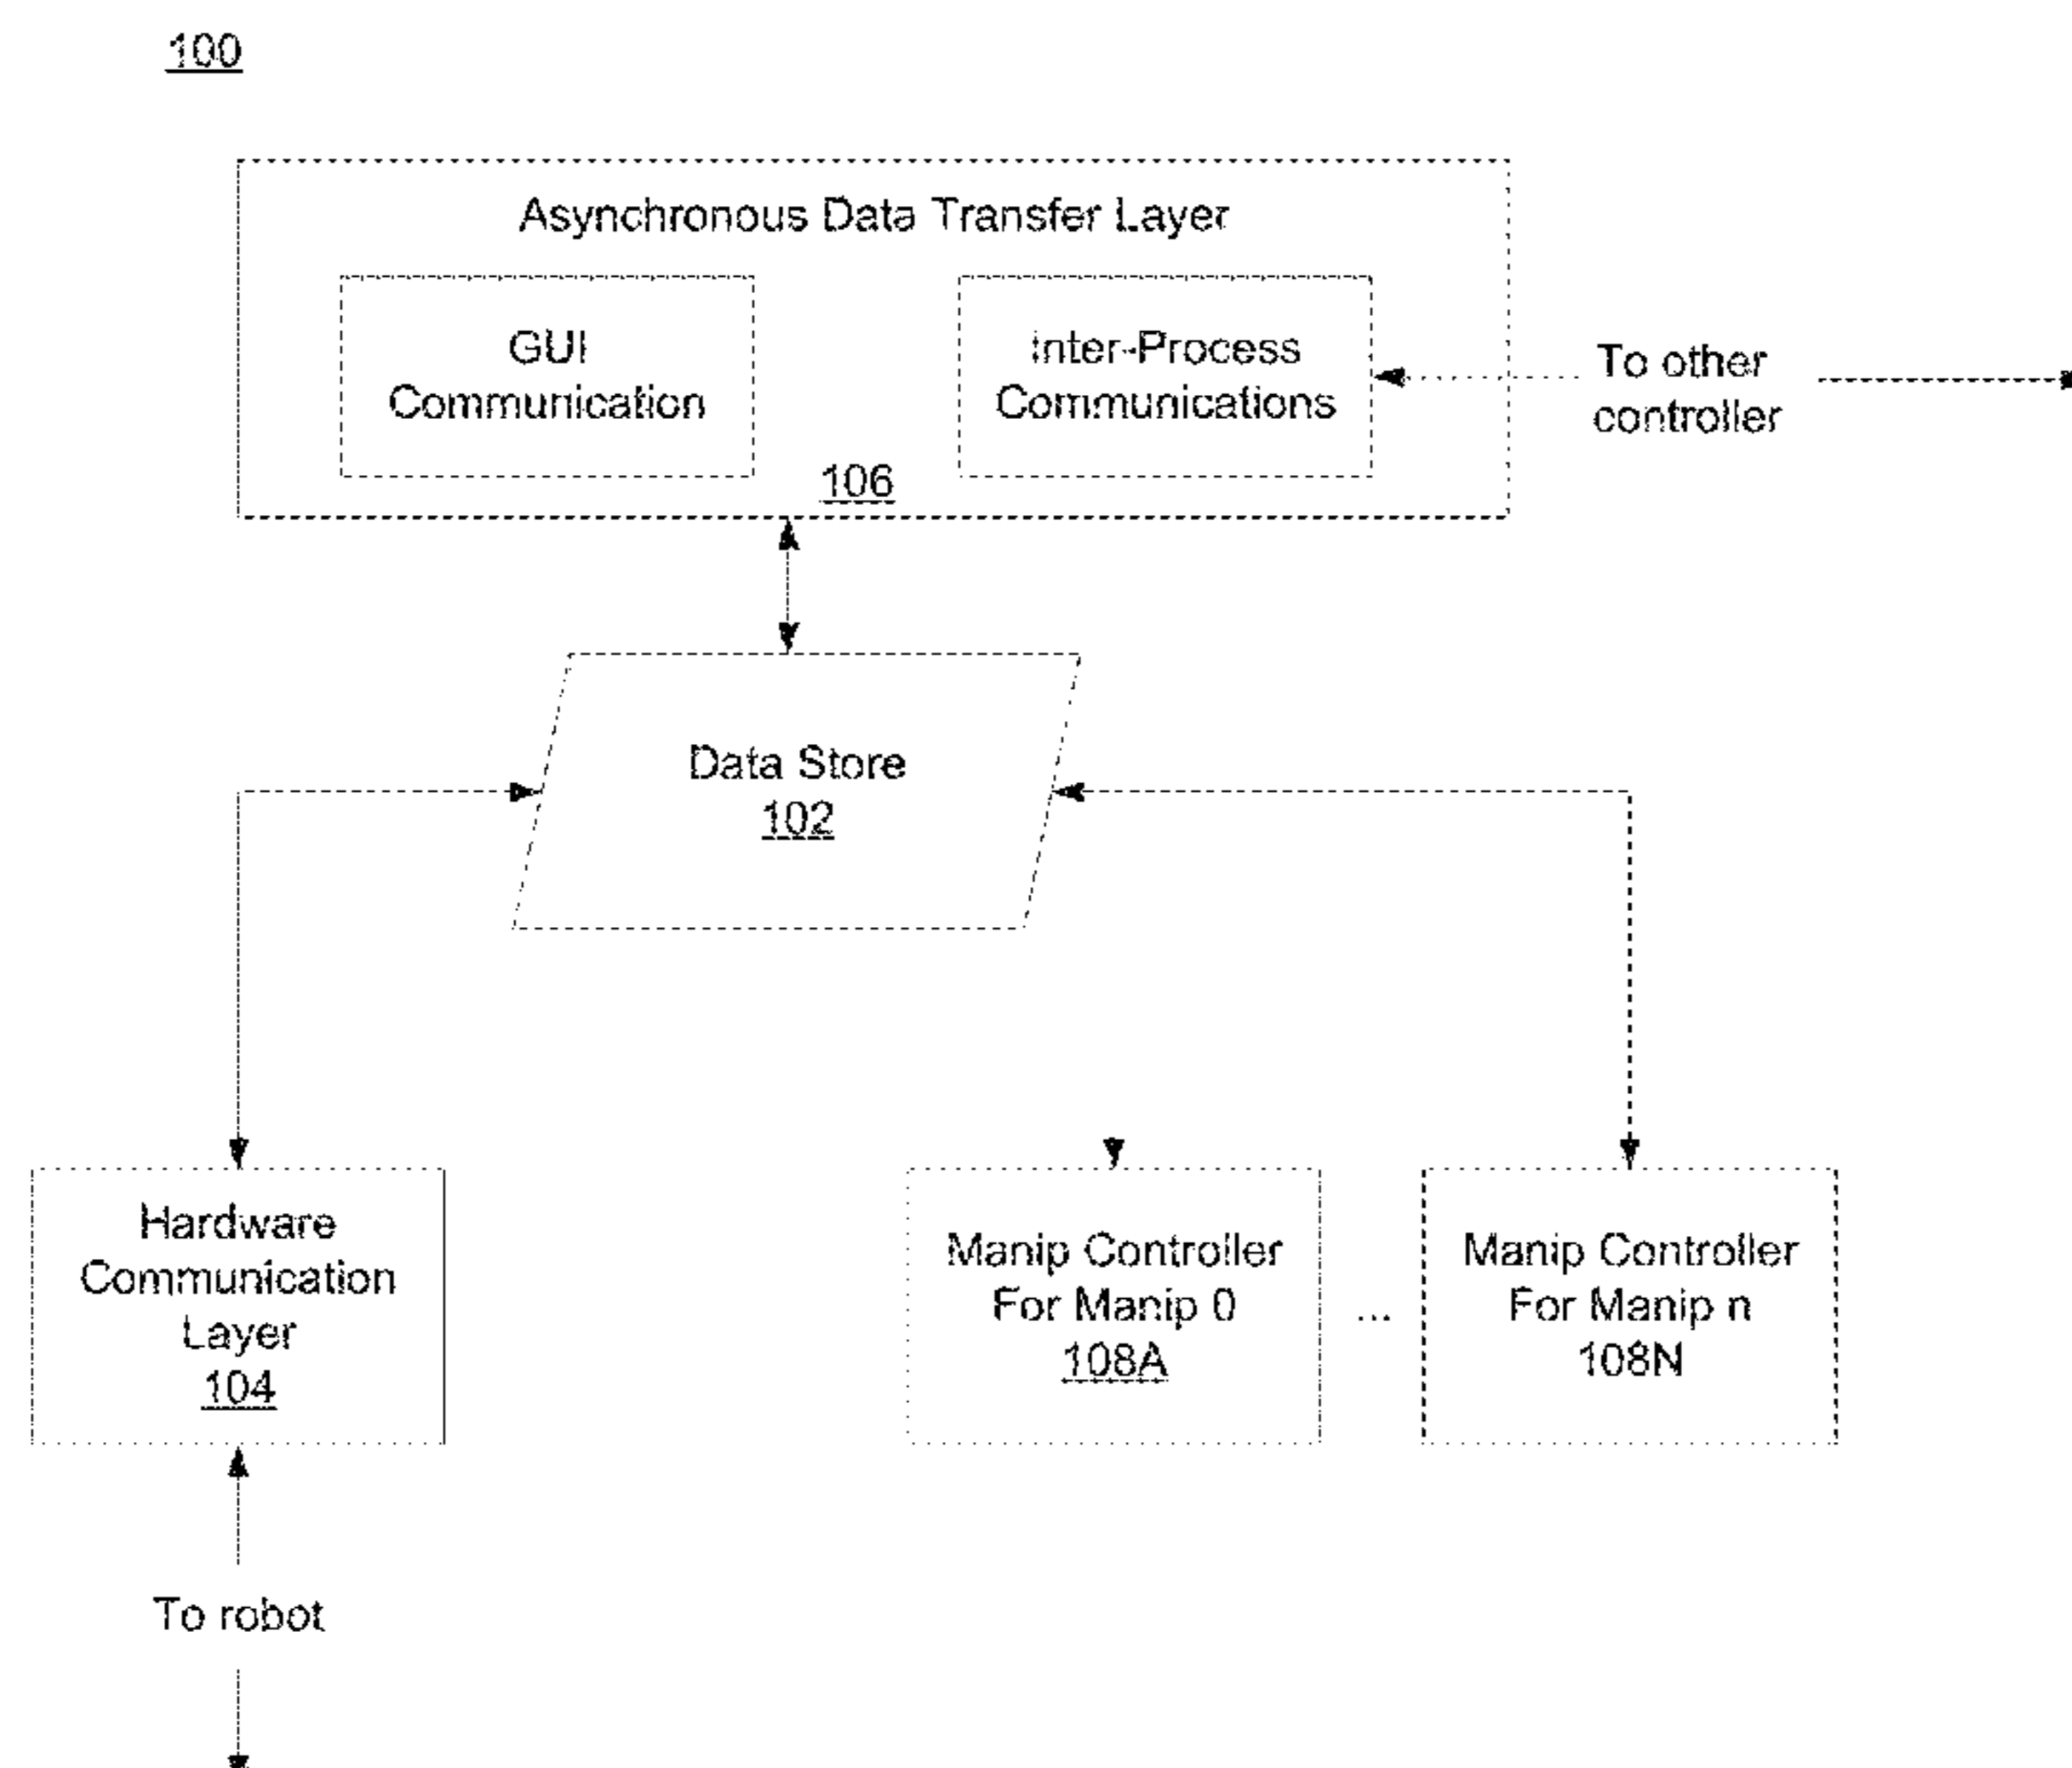 100
Asynchronous Data Transfer Layer
GUI
Communication
Inter-Process
Communications
To other
controller
106
Data Store
102
Hardware
Communication
Layer
104
Manip Controller
For Manip 0
108A
...
Manip Controller
For Manip n
108N
To robot